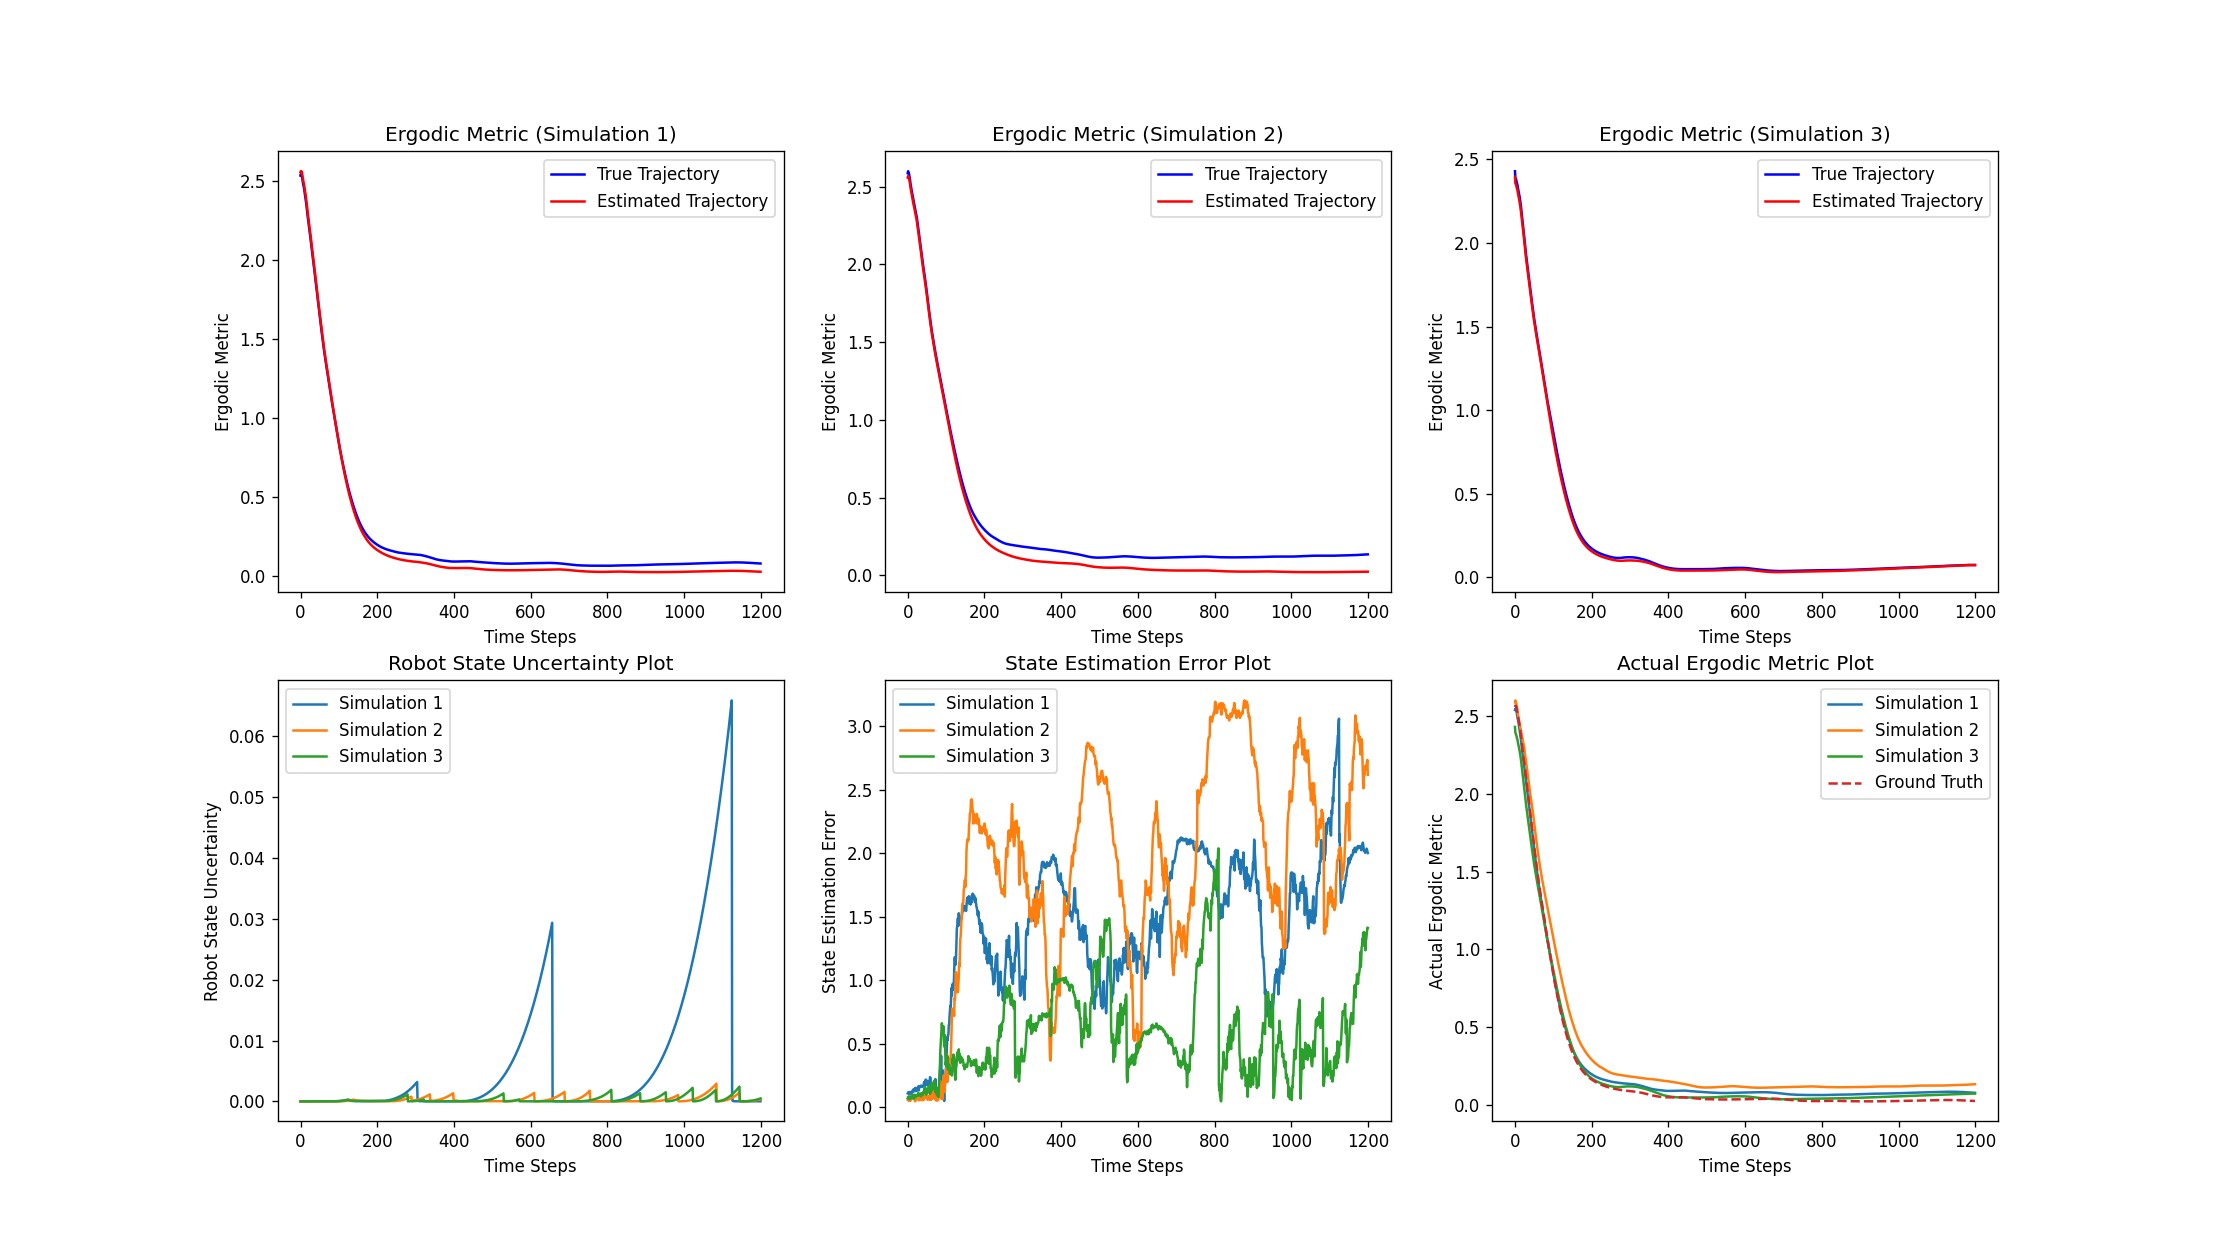 Ergodic Metric (Simulation 1)
Ergodic Metric
2.5
2.0
1.5
1.0
0.5
0.0
True Trajectory
Estimated Trajectory
0 200 400 600 800 1000 1200
Time Steps
Ergodic Metric (Simulation 2)
Ergodic Metric
2.5
2.0
1.5
1.0
0.5
0.0
True Trajectory
Estimated Trajectory
0 200 400 600 800 1000 1200
Time Steps
Ergodic Metric (Simulation 3)
Ergodic Metric
2.5
2.0
1.5
1.0
0.5
0.0
True Trajectory
Estimated Trajectory
0 200 400 600 800 1000 1200
Time Steps
Robot State Uncertainty Plot
Robot State Uncertainty
0.06
0.05
0.04
0.03
0.02
0.01
0.00
Simulation 1
Simulation 2
Simulation 3
0 200 400 600 800 1000 1200
Time Steps
State Estimation Error Plot
State Estimation Error
3.0
2.5
2.0
1.5
1.0
0.5
0.0
Simulation 1
Simulation 2
Simulation 3
0 200 400 600 800 1000 1200
Time Steps
Actual Ergodic Metric Plot
Actual Ergodic Metric
2.5
2.0
1.5
1.0
0.5
0.0
Simulation 1
Simulation 2
Simulation 3
Ground Truth
0 200 400 600 800 1000 1200
Time Steps